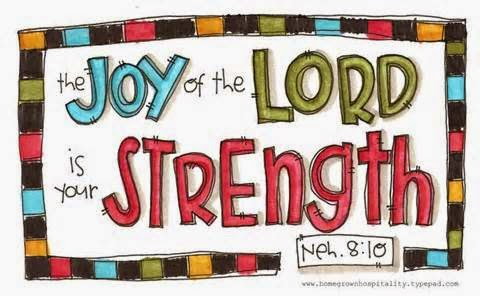 the JOY of the LORD
is your STREngth
Neh. 8:10
www.homegrownhospitality.typepad.com